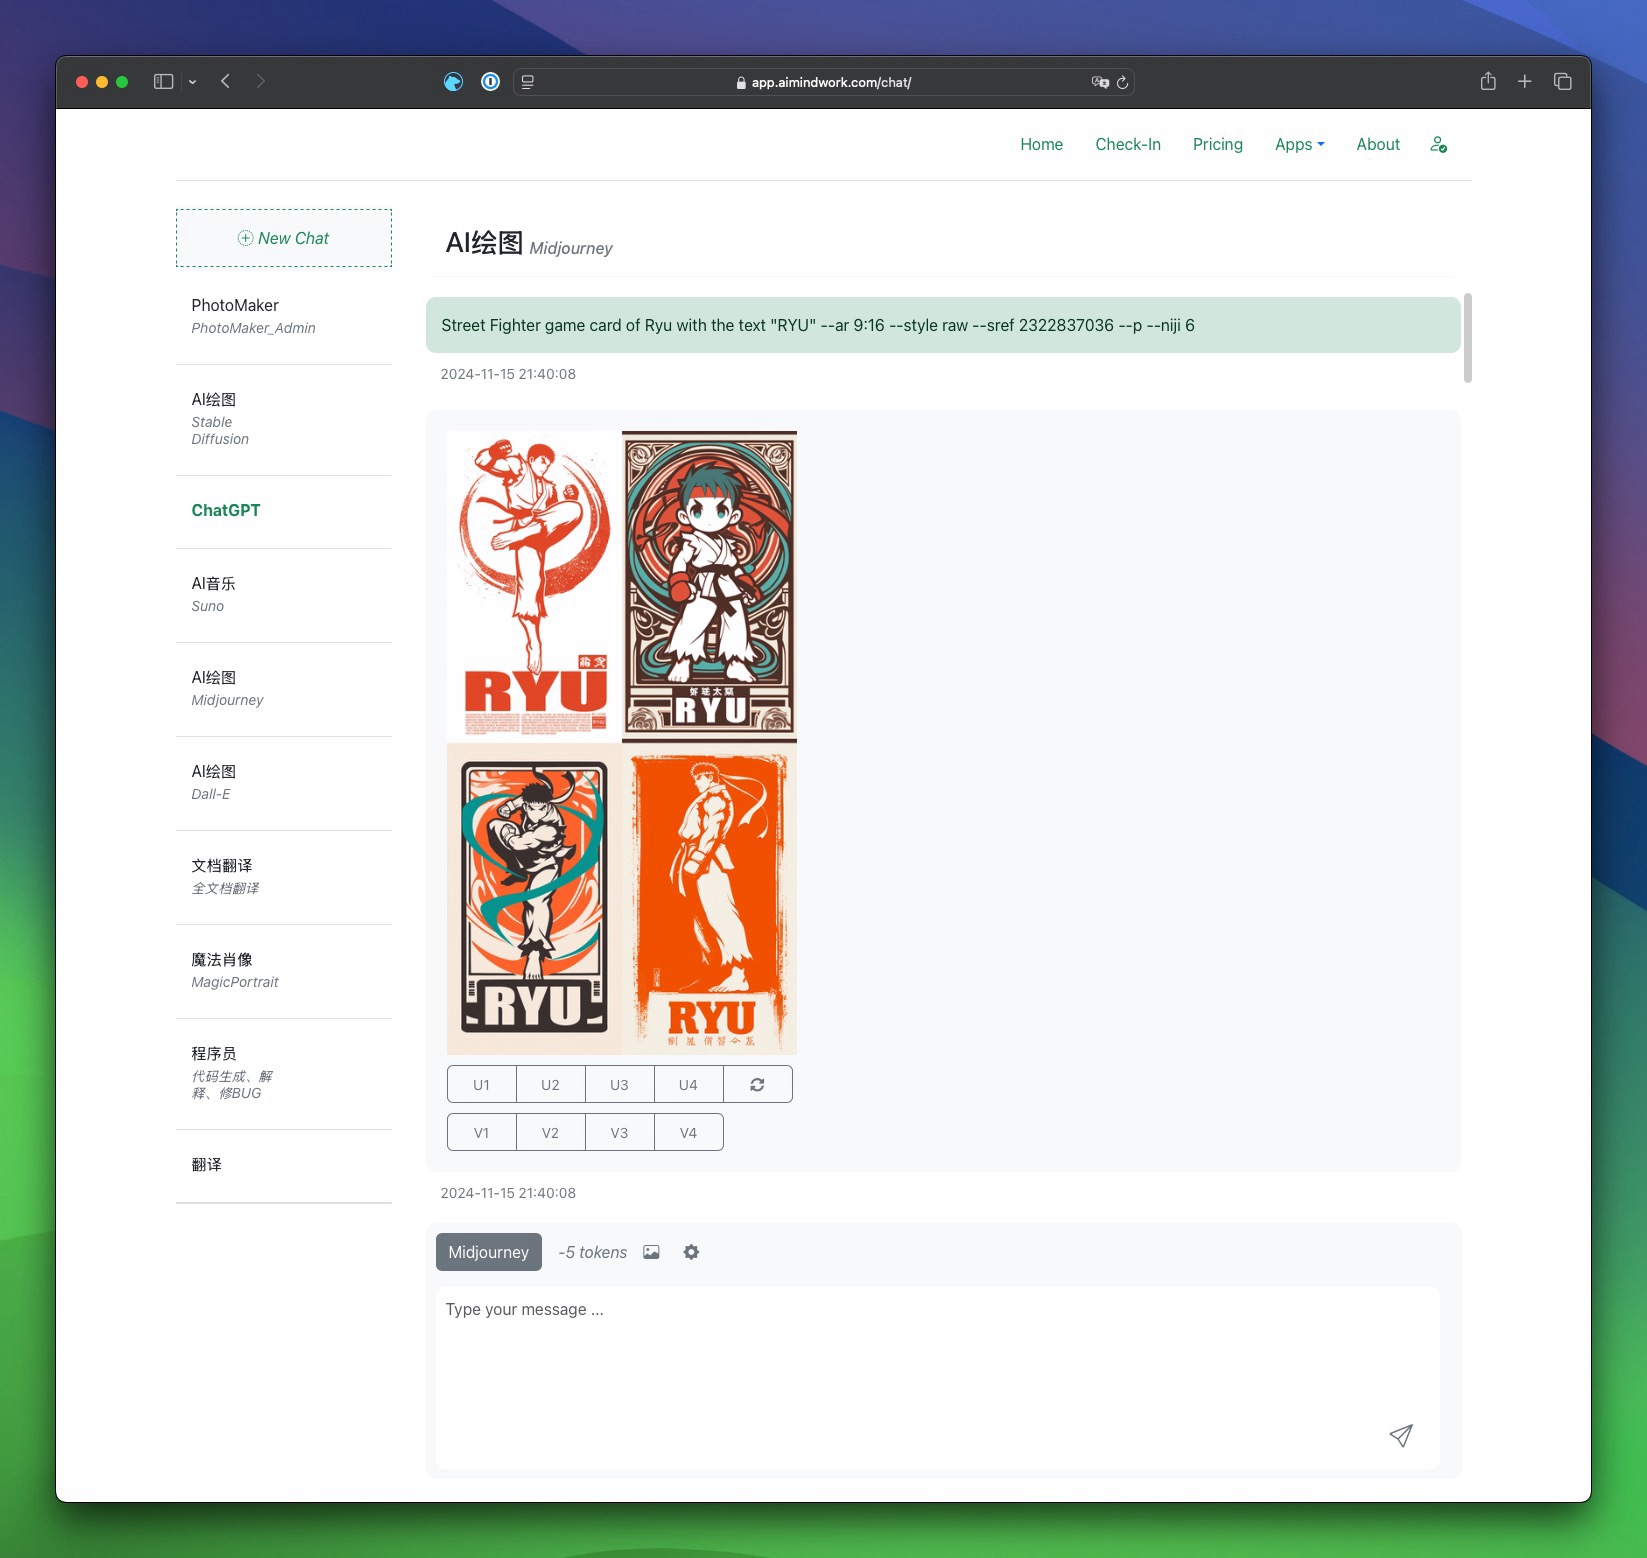 app.aimindwork.com/chat/
Home Check-In Pricing Apps About
New Chat
PhotoMaker
PhotoMaker_Admin
AI绘图
Stable
Diffusion
ChatGPT
AI音乐
Suno
AI绘图
Midjourney
AI绘图
Dall-E
文档翻译
全文档翻译
魔法肖像
MagicPortrait
程序员
代码生成、解
释、修BUG
翻译
AI绘图 Midjourney
Street Fighter game card of Ryu with the text "RYU" --ar 9:16 --style raw --sref 2322837036 --p --niji 6
2024-11-15 21:40:08
RYU
RYU
RYU
RYU
U1 U2 U3 U4
V1 V2 V3 V4
2024-11-15 21:40:08
Midjourney -5 tokens
Type your message ...